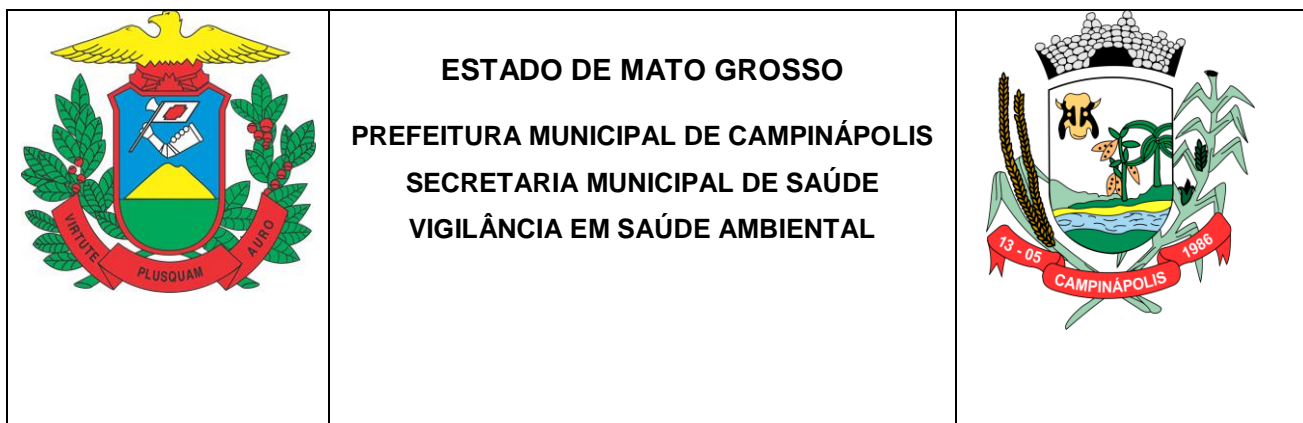 VIRTUTE
PLUSQUAM
AURO
ESTADO DE MATO GROSSO
PREFEITURA MUNICIPAL DE CAMPINÁPOLIS
SECRETARIA MUNICIPAL DE SAÚDE
VIGILÂNCIA EM SAÚDE AMBIENTAL
13 - 05
CAMPINÁPOLIS
1986